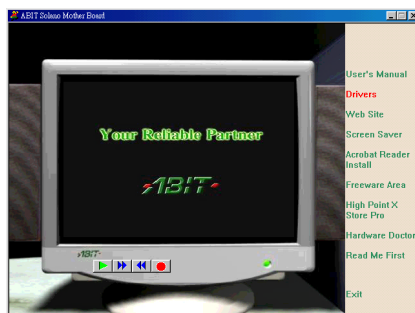 ABIT Solano Mother Board
User's Manual
Drivers
Web Site
Screen Saver
Acrobat Reader
Install
Freeware Area
High Point X
Store Pro
Hardware Doctor
Read Me First
Exit
Your Reliable Partner
ABIT
ABIT